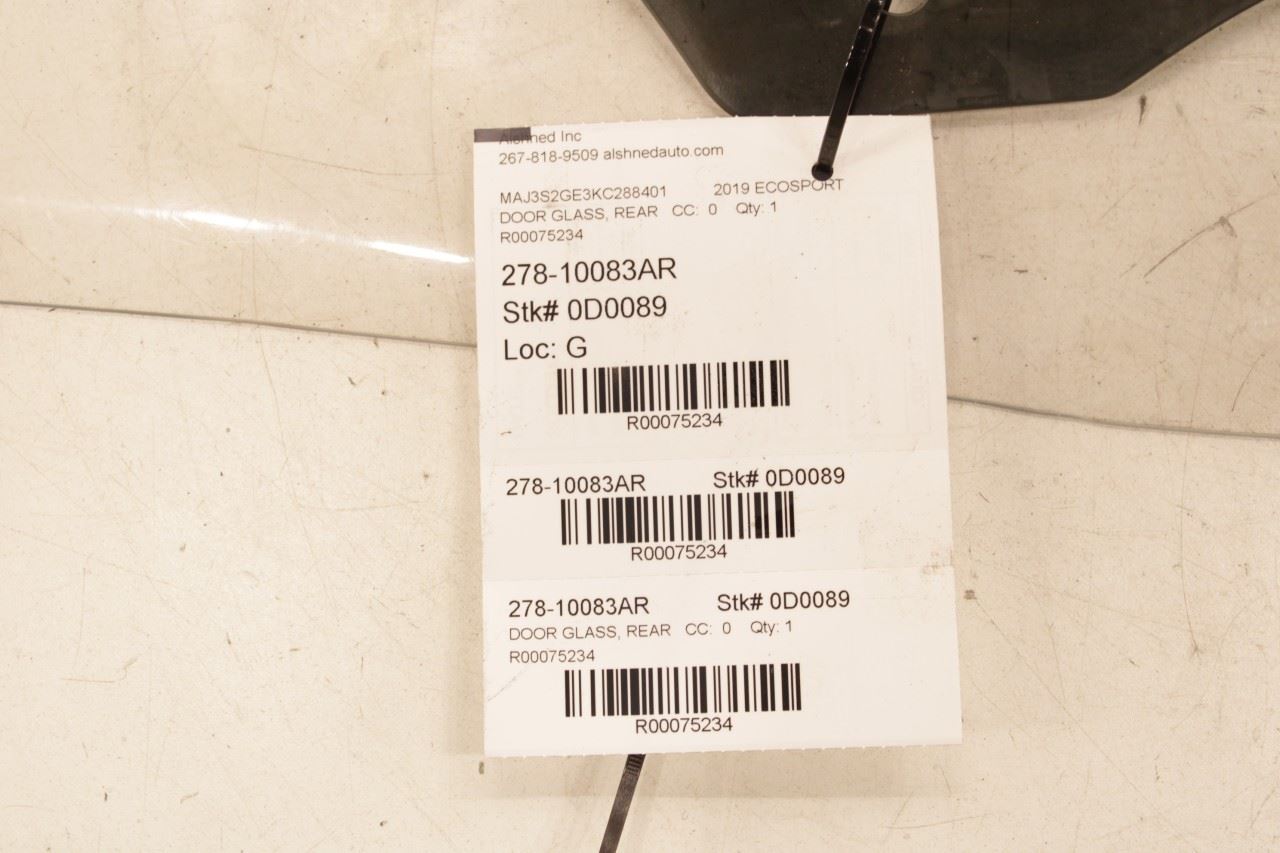 Alshned Inc
267-818-9509 alshnedauto.com
MAJ3S2GE3KC288401 2019 ECOSPORT
DOOR GLASS, REAR CC: 0 Qty: 1
R00075234
278-10083AR
Stk# 0D0089
Loc: G
R00075234
278-10083AR Stk# 0D0089
R00075234
278-10083AR Stk# 0D0089
DOOR GLASS, REAR CC: 0 Qty: 1
R00075234
R00075234